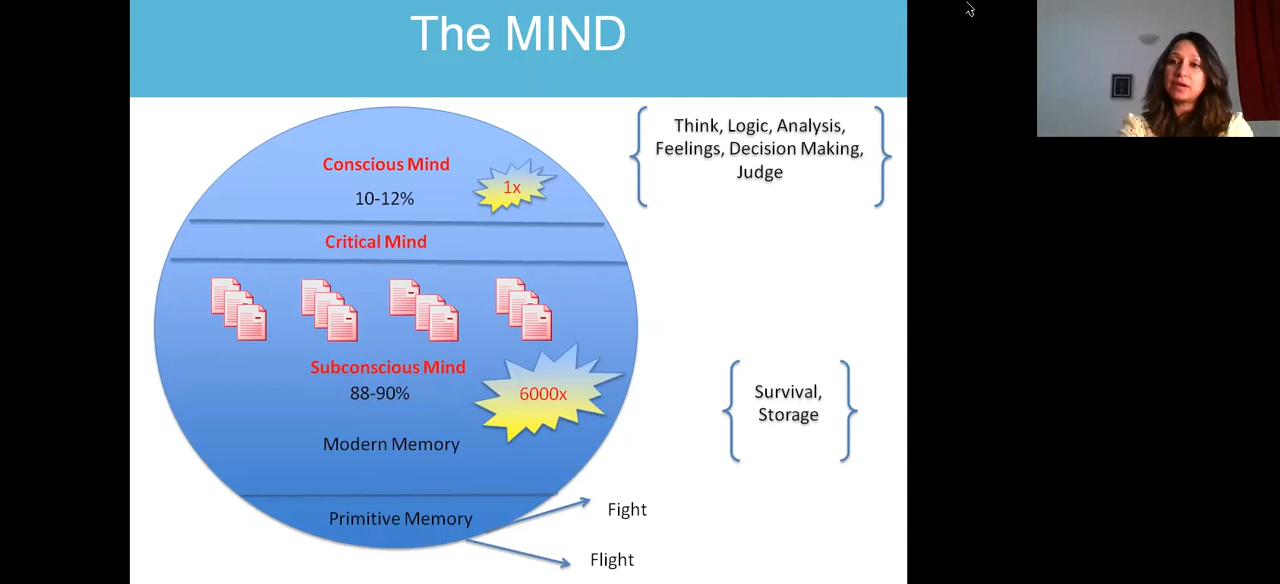 The MIND
Think, Logic, Analysis,
Feelings, Decision Making,
Judge
Conscious Mind
1x
10-12%
Critical Mind
Subconscious Mind
88-90%
6000x
Survival,
Storage
Modern Memory
Primitive Memory
Fight
Flight